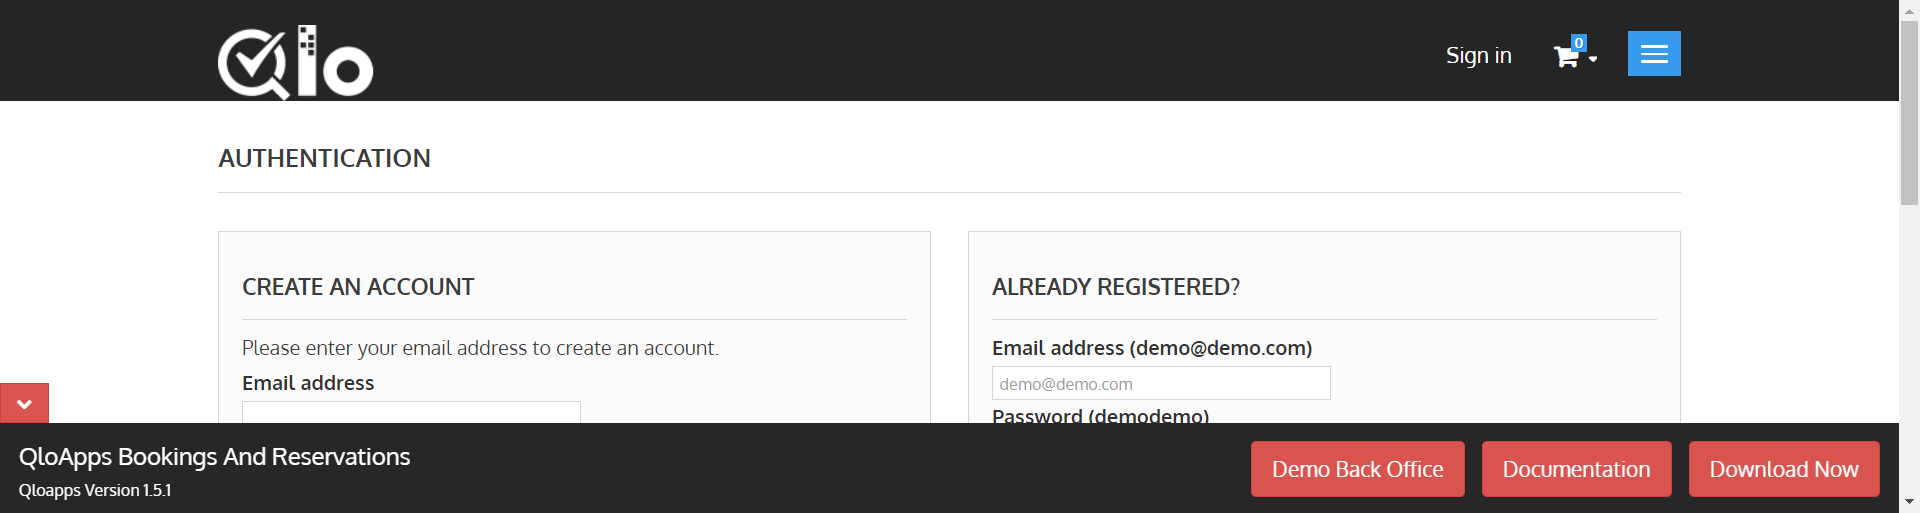 Qlo
Sign in
0
AUTHENTICATION
CREATE AN ACCOUNT
Please enter your email address to create an account.
Email address
ALREADY REGISTERED?
Email address (demo@demo.com)
demo@demo.com
Password (demodemo)
QloApps Bookings And Reservations
Qloapps Version 1.5.1
Demo Back Office
Documentation
Download Now